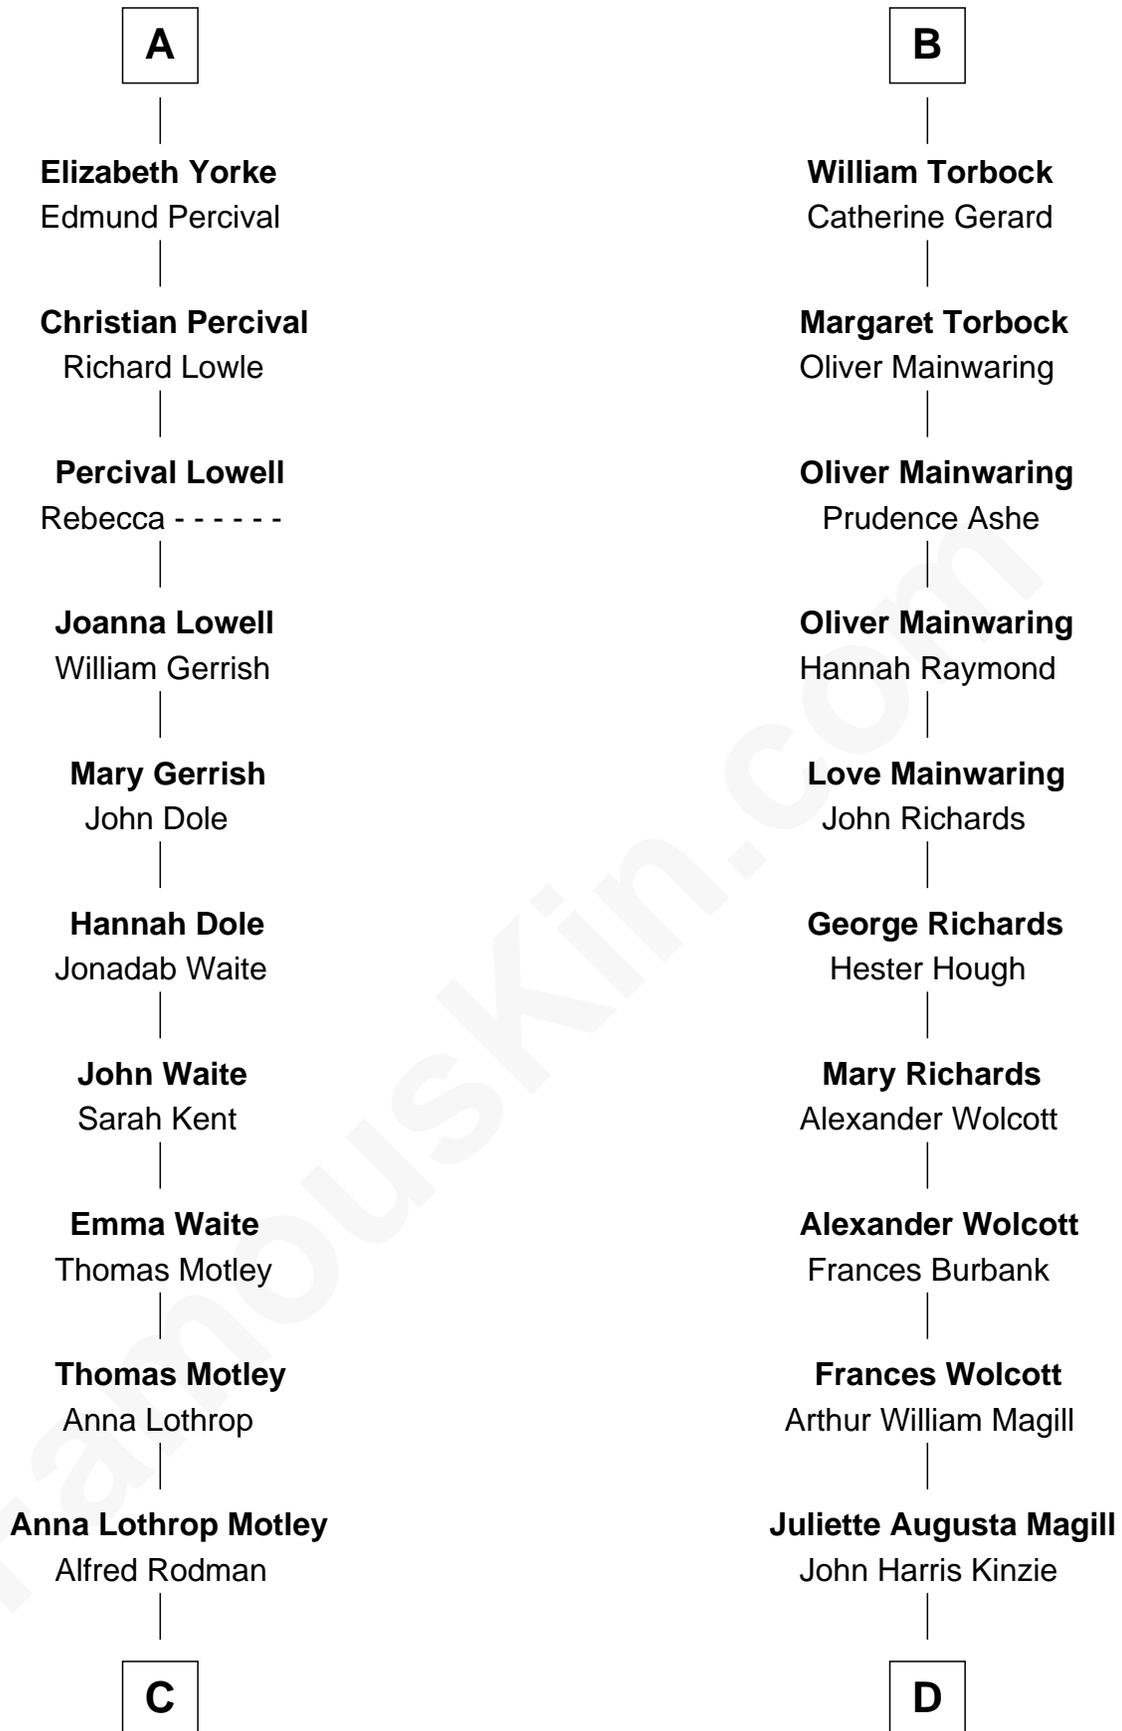 A
Elizabeth Yorke
Edmund Percival
Christian Percival
Richard Lowle
Percival Lowell
Rebecca - - - - - -
Joanna Lowell
William Gerrish
Mary Gerrish
John Dole
Hannah Dole
Jonadab Waite
John Waite
Sarah Kent
Emma Waite
Thomas Motley
Thomas Motley
Anna Lothrop
Anna Lothrop Motley
Alfred Rodman
C
B
William Torbock
Catherine Gerard
Margaret Torbock
Oliver Mainwaring
Oliver Mainwaring
Prudence Ashe
Oliver Mainwaring
Hannah Raymond
Love Mainwaring
John Richards
George Richards
Hester Hough
Mary Richards
Alexander Wolcott
Alexander Wolcott
Frances Burbank
Frances Wolcott
Arthur William Magill
Juliette Augusta Magill
John Harris Kinzie
D
FamousKin.com